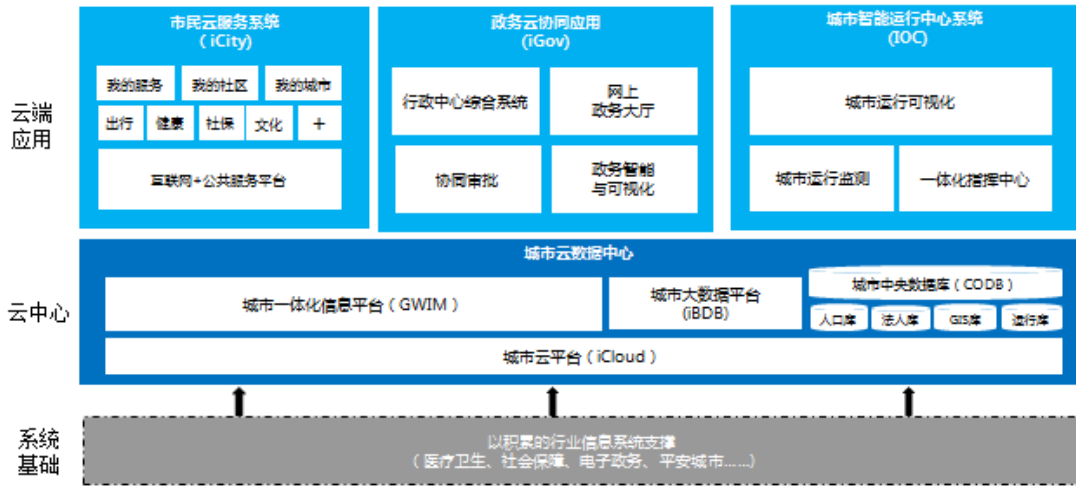 市民云服务系统
(iCity)
我的服务
我的社区
我的城市
出行
健康
社保
文化
+
互联网+公共服务平台
政务云协同应用
(iGov)
行政中心综合系统
网上
政务大厅
协同审批
政务智能
与可视化
城市智能运行中心系统
(IOC)
城市运行可视化
城市运行监测
一体化指挥中心
云端
应用
城市云数据中心
城市一体化信息平台(GWIM)
城市大数据平台
(iBDB)
城市中央数据库(CODB)
人口库
法人库
GIS库
运行库
云中心
城市云平台(iCloud)
系统
基础
以积累的行业信息系统支撑
(医疗卫生、社会保障、电子政务、平安城市……)